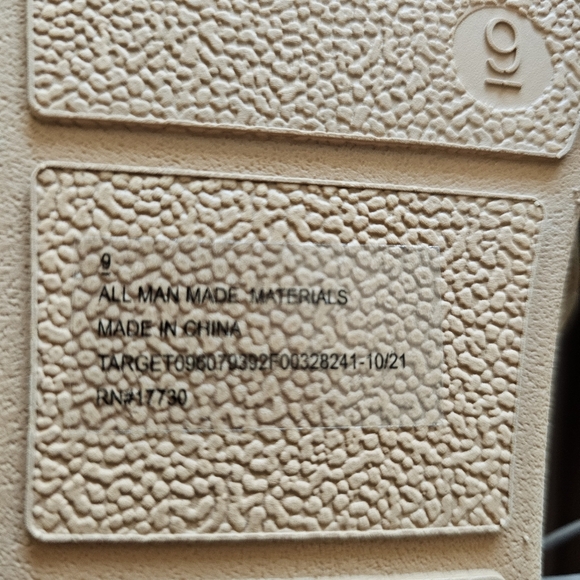 9
9
ALL MAN MADE MATERIALS
MADE IN CHINA
TARGET096079392F00328241-10/21
RN#17730